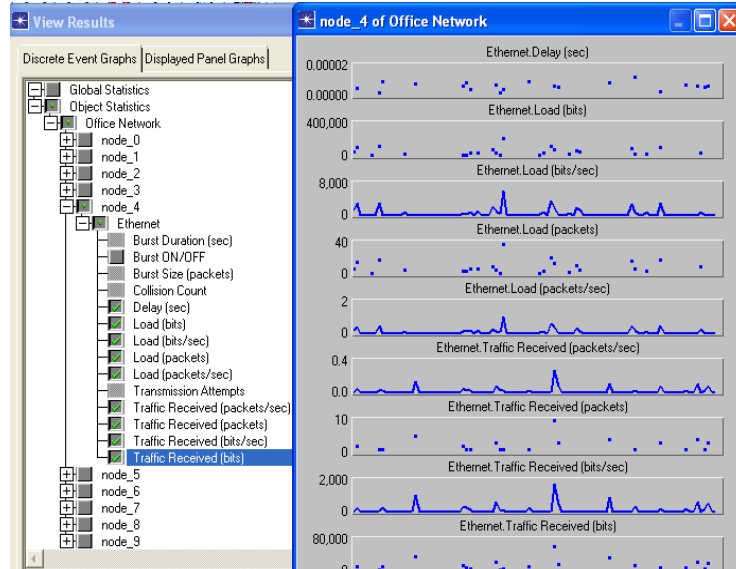 View Results
Discrete Event Graphs
Displayed Panel Graphs
Global Statistics
Object Statistics
Office Network
node_0
node_1
node_2
node_3
node_4
Ethernet
Burst Duration (sec)
Burst ON/OFF
Burst Size (packets)
Collision Count
Delay (sec)
Load (bits)
Load (bits/sec)
Load (packets)
Load (packets/sec)
Transmission Attempts
Traffic Received (packets/sec)
Traffic Received (packets)
Traffic Received (bits/sec)
Traffic Received (bits)
node_5
node_6
node_7
node_8
node_9
node_4 of Office Network
Ethernet.Delay (sec)
0.00002
0.00000
Ethernet.Load (bits)
400,000
0
Ethernet.Load (bits/sec)
8,000
0
Ethernet.Load (packets)
40
0
Ethernet.Load (packets/sec)
2
0
Ethernet.Traffic Received (packets/sec)
0.4
0.0
Ethernet.Traffic Received (packets)
10
0
Ethernet.Traffic Received (bits/sec)
2,000
0
Ethernet.Traffic Received (bits)
80,000
0